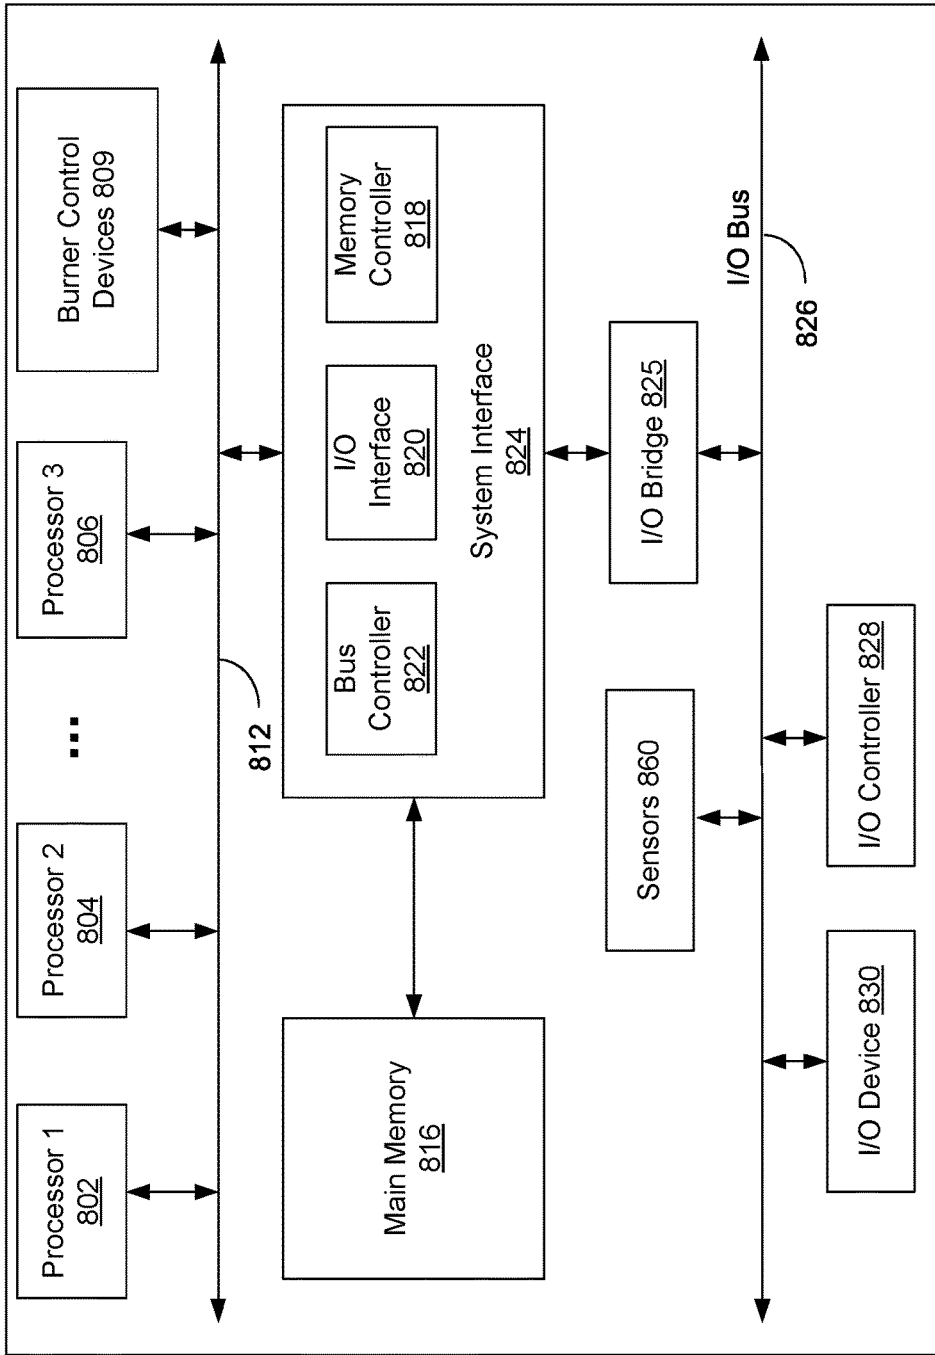 Processor 1
802
Processor 2
804
...
Processor 3
806
Burner Control
Devices 809
812
Main Memory
816
Bus
Controller
822
I/O
Interface
820
Memory
Controller
818
System Interface
824
Sensors 860
I/O Bridge 825
I/O Bus
826
I/O Device 830
I/O Controller 828